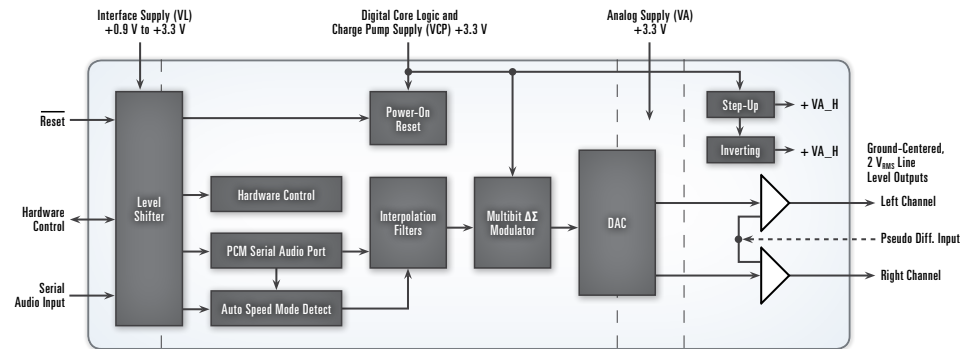 Interface Supply (VL)
+0.9 V to +3.3 V
Digital Core Logic and
Charge Pump Supply (VCP) +3.3 V
Analog Supply (VA)
+3.3 V
Reset
Hardware
Control
Serial
Audio Input
Level
Shifter
Power-On
Reset
Hardware Control
PCM Serial Audio Port
Auto Speed Mode Detect
Interpolation
Filters
Multibit ΔΣ
Modulator
DAC
Step-Up
+ VA_H
Inverting
+ VA_H
Ground-Centered,
2 VRMS Line
Level Outputs
Left Channel
Pseudo Diff. Input
Right Channel